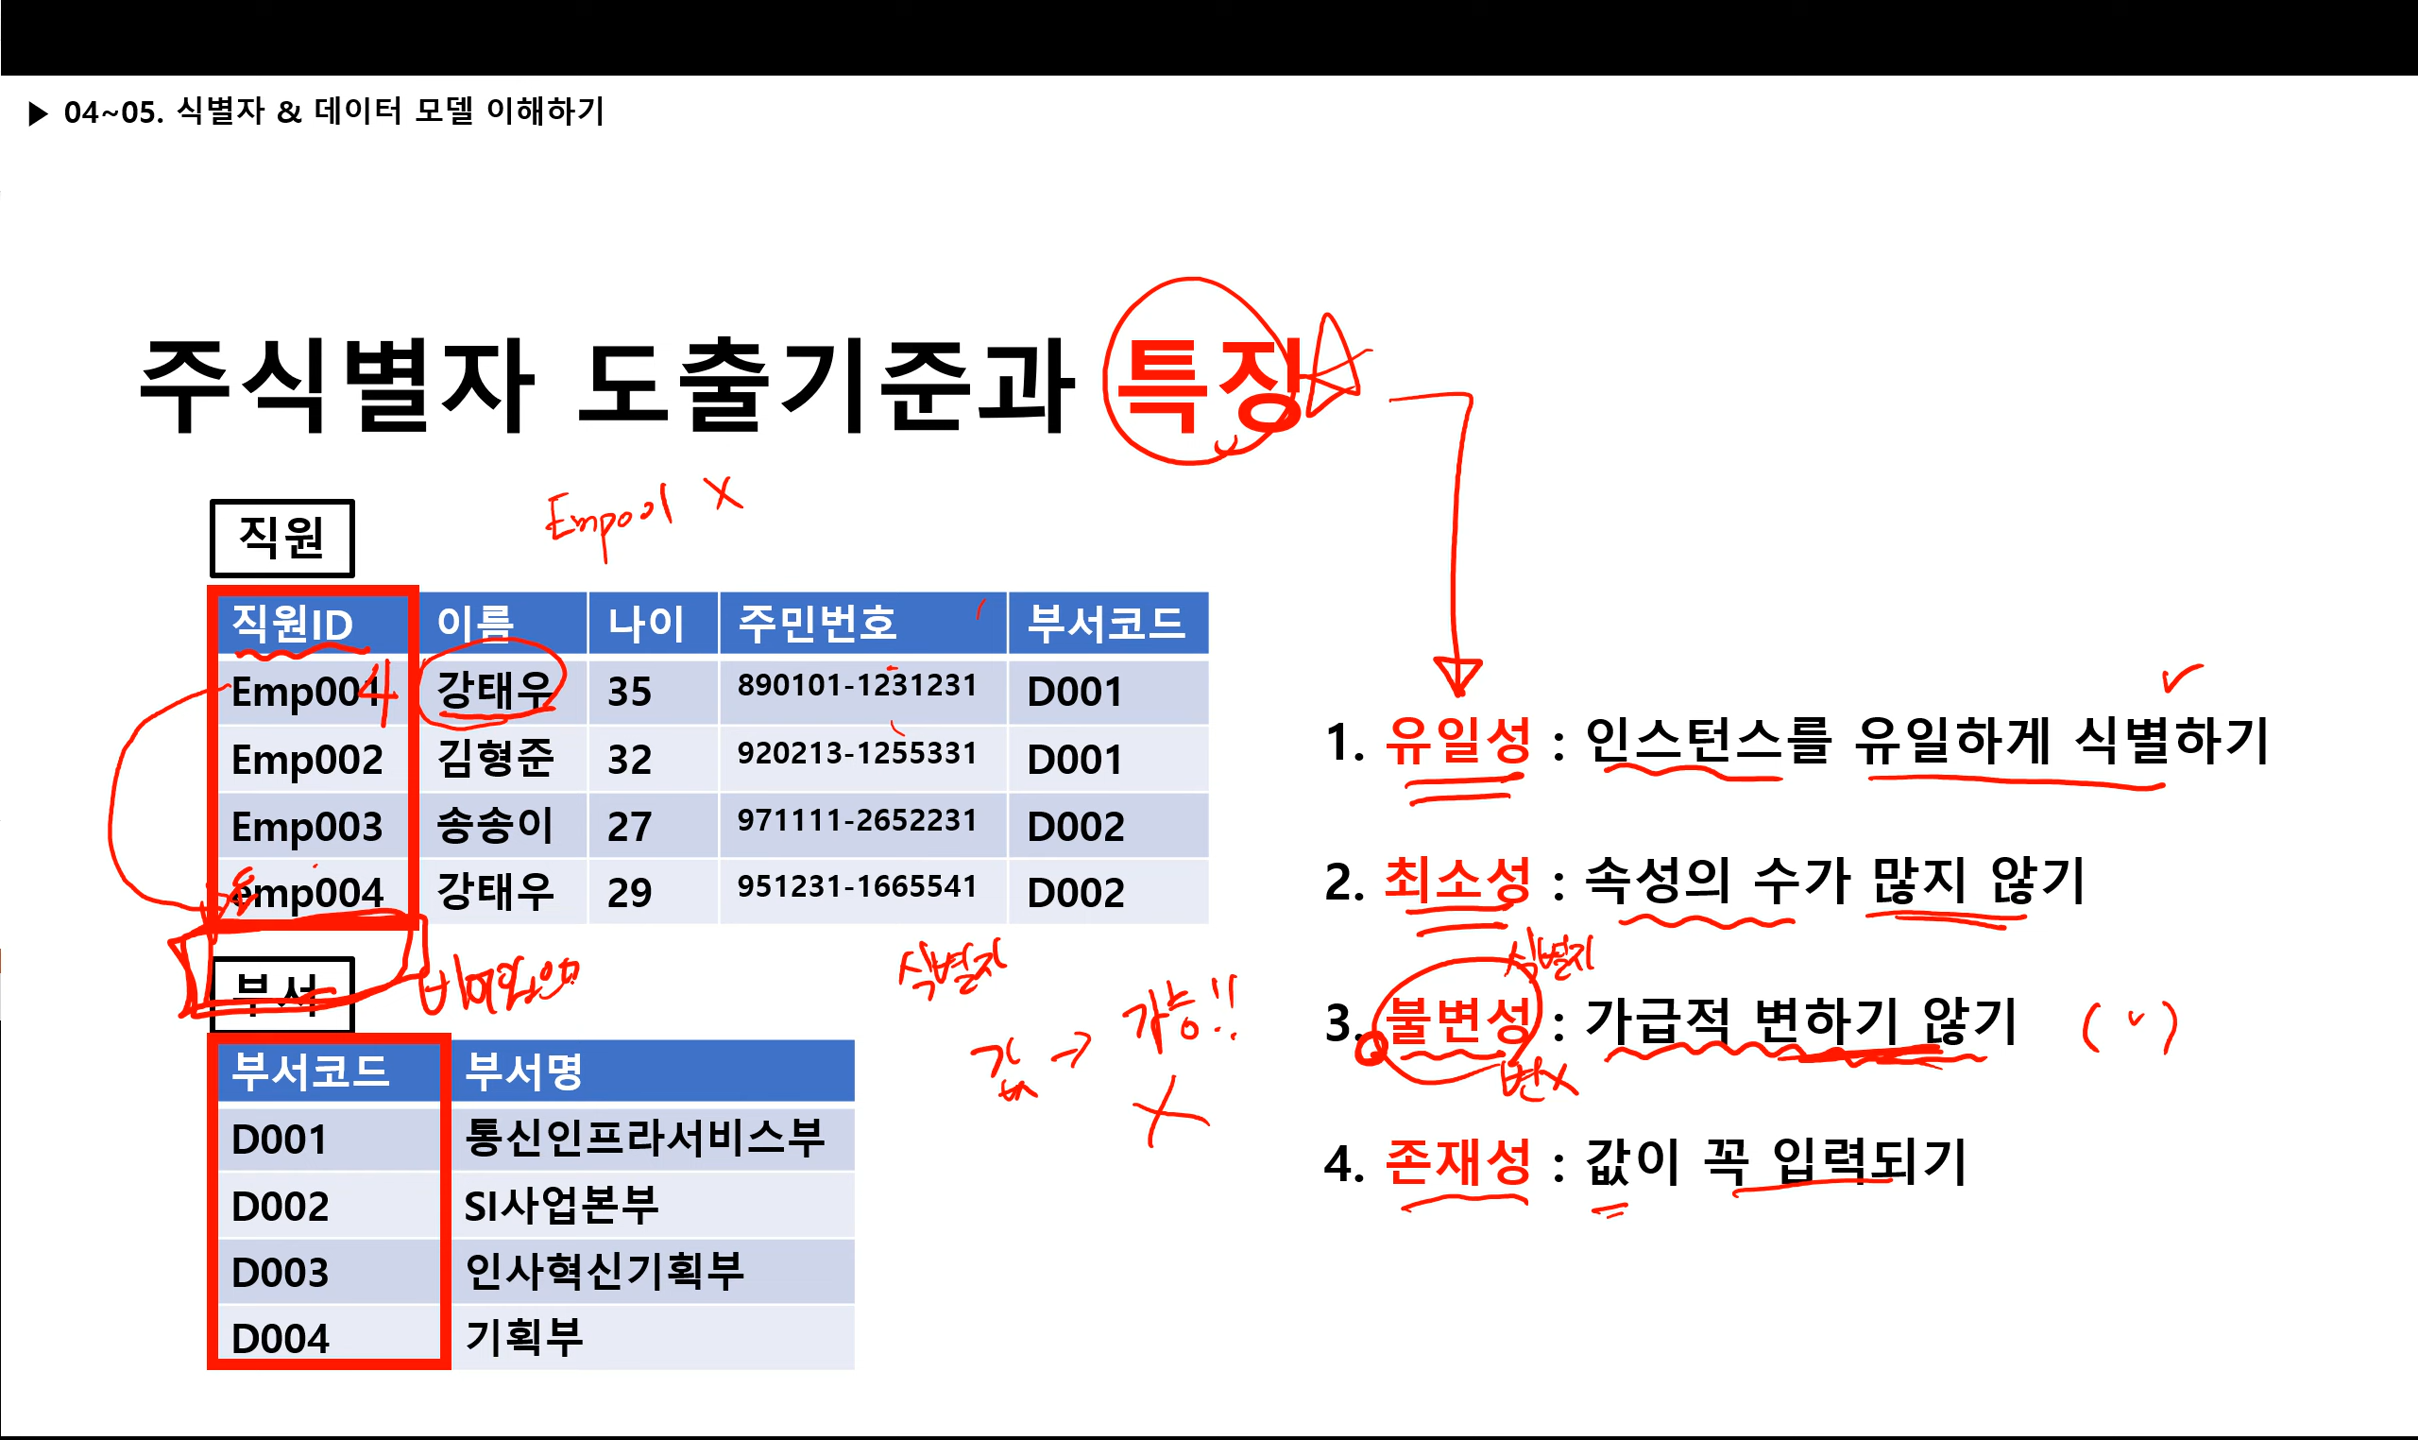 ▶ 04~05. 식별자 & 데이터 모델 이해하기
주식별자 도출기준과 특징
Emp001 X
직원
직원ID 이름 나이 주민번호 부서코드
Emp001 4 강태우 35 890101-1231231 D001
Emp002 김형준 32 920213-1255331 D001
Emp003 송송이 27 971111-2652231 D002
emp004 강태우 29 951231-1665541 D002
부서
부서코드 부서명
D001 통신인프라서비스부
D002 SI사업본부
D003 인사혁신기획부
D004 기획부
식별자
값 → 가능!!
X
1. 유일성 : 인스턴스를 유일하게 식별하기
2. 최소성 : 속성의 수가 많지 않기
식별자
3. 불변성 : 가급적 변하기 않기
변X
4. 존재성 : 값이 꼭 입력되기